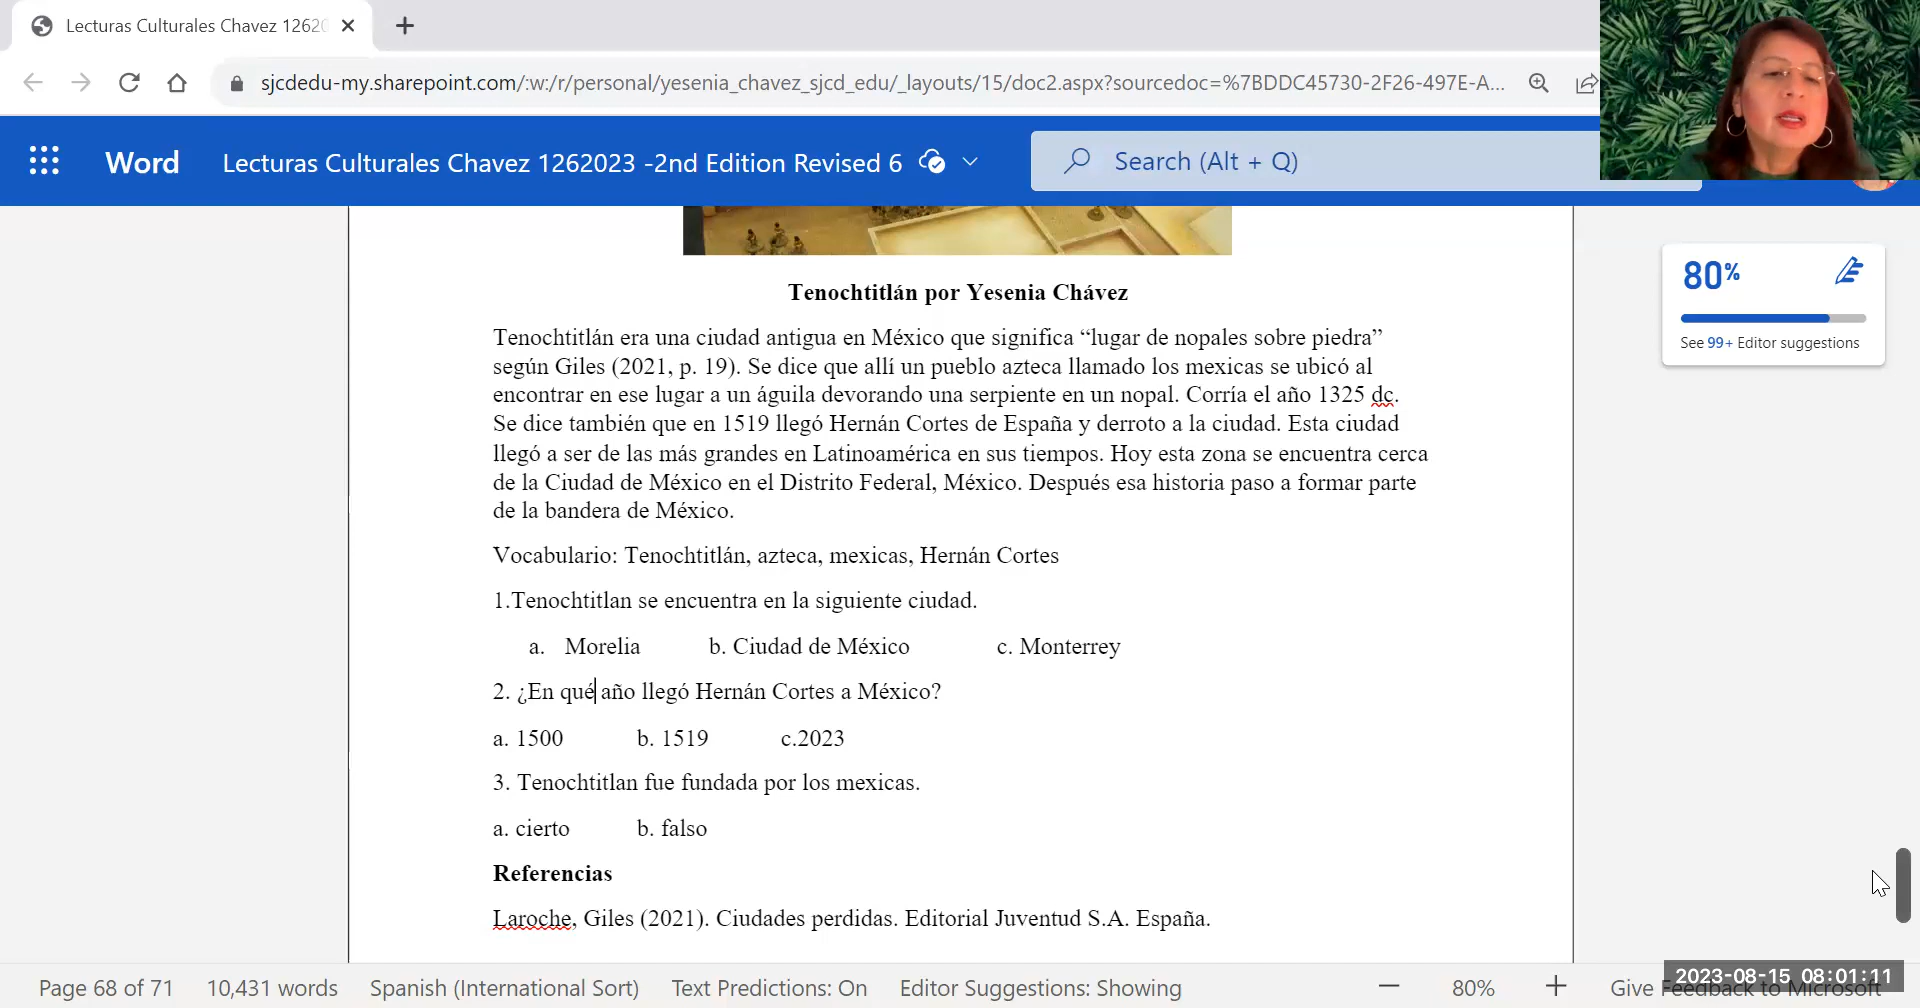 Lecturas Culturales Chavez 12620
sjcdedu-my.sharepoint.com/:w:/r/personal/yesenia_chavez_sjcd_edu/_layouts/15/doc2.aspx?sourcedoc=%7BDDC45730-2F26-497E-A...
Word
Lecturas Culturales Chavez 1262023 -2nd Edition Revised 6
Search (Alt + Q)
80%
See 99+ Editor suggestions
Tenochtitlán por Yesenia Chávez
Tenochtitlán era una ciudad antigua en México que significa “lugar de nopales sobre piedra”
según Giles (2021, p. 19). Se dice que allí un pueblo azteca llamado los mexicas se ubicó al
encontrar en ese lugar a un águila devorando una serpiente en un nopal. Corría el año 1325 dc.
Se dice también que en 1519 llegó Hernán Cortes de España y derroto a la ciudad. Esta ciudad
llegó a ser de las más grandes en Latinoamérica en sus tiempos. Hoy esta zona se encuentra cerca
de la Ciudad de México en el Distrito Federal, México. Después esa historia paso a formar parte
de la bandera de México.
Vocabulario: Tenochtitlán, azteca, mexicas, Hernán Cortes
1.Tenochtitlan se encuentra en la siguiente ciudad.
a. Morelia b. Ciudad de México c. Monterrey
2. ¿En qué año llegó Hernán Cortes a México?
a. 1500 b. 1519 c.2023
3. Tenochtitlan fue fundada por los mexicas.
a. cierto b. falso
Referencias
Laroche, Giles (2021). Ciudades perdidas. Editorial Juventud S.A. España.
Page 68 of 71 10,431 words Spanish (International Sort) Text Predictions: On Editor Suggestions: Showing 80% Give Feedback to Microsoft
2023-08-15 08:01:11